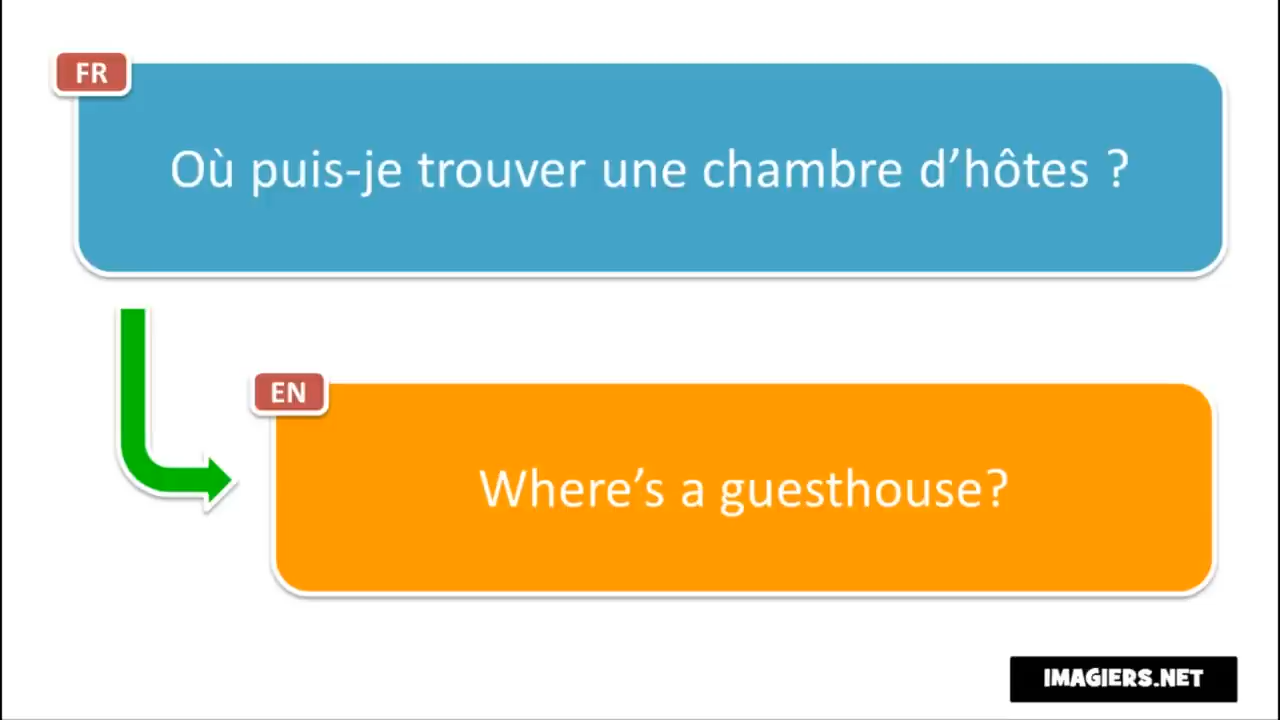 FR
Où puis-je trouver une chambre d’hôtes ?
EN
Where’s a guesthouse?
IMAGIERS.NET